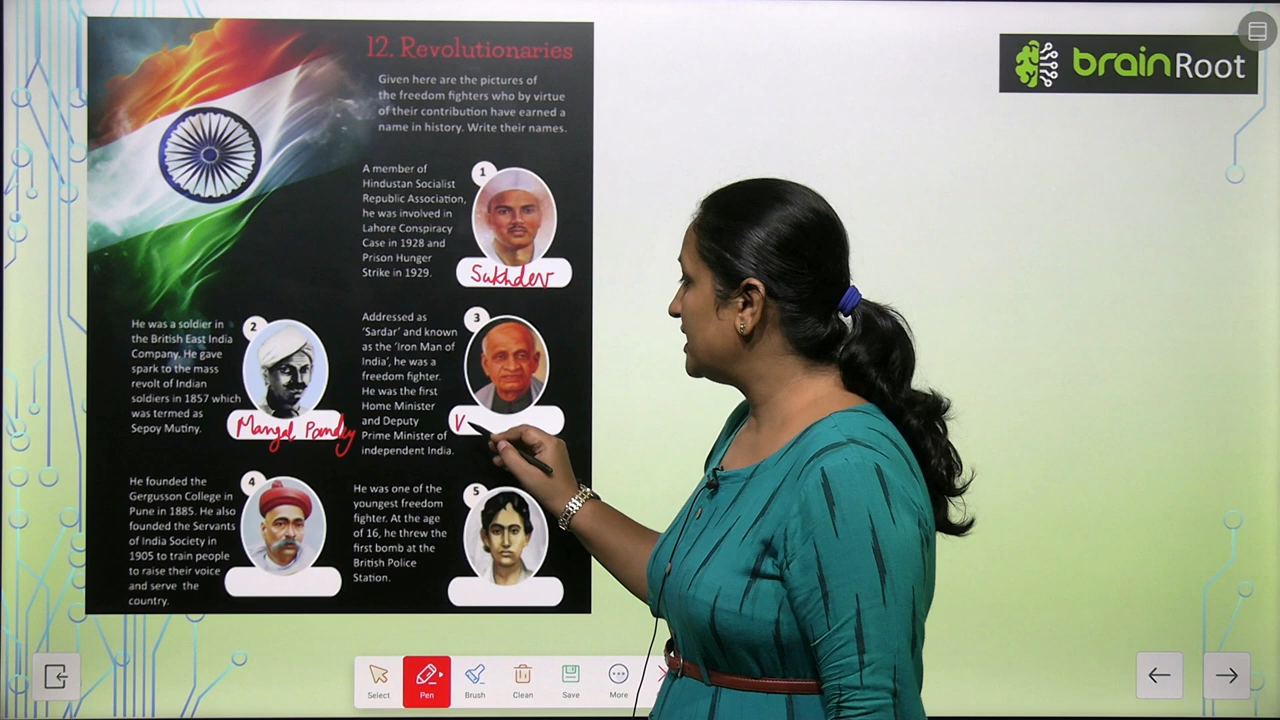 12. Revolutionaries
Given here are the pictures of
the freedom fighters who by virtue
of their contribution have earned a
name in history. Write their names.
brainRoot
1
A member of
Hindustan Socialist
Republic Association,
he was involved in
Lahore Conspiracy
Case in 1928 and
Prison Hunger
Strike in 1929.
Sukhdev
2
He was a soldier in
the British East India
Company. He gave
spark to the mass
revolt of Indian
soldiers in 1857 which
was termed as
Sepoy Mutiny.
Mangal Pandey
3
Addressed as
'Sardar' and known
as the 'Iron Man of
India', he was a
freedom fighter.
He was the first
Home Minister
and Deputy
Prime Minister of
independent India.
V
4
He founded the
Gergusson College in
Pune in 1885. He also
founded the Servants
of India Society in
1905 to train people
to raise their voice
and serve the
country.
5
He was one of the
youngest freedom
fighter. At the age
of 16, he threw the
first bomb at the
British Police
Station.
Select
Pen
Brush
Clean
Save
More